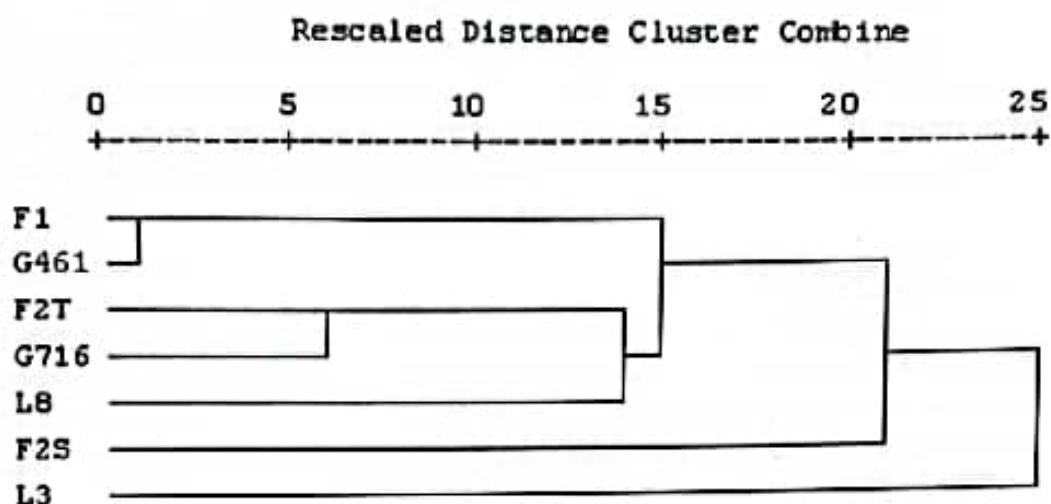 Rescaled Distance Cluster Combine
0 5 10 15 20 25
F1
G461
F2T
G716
L8
F2S
L3